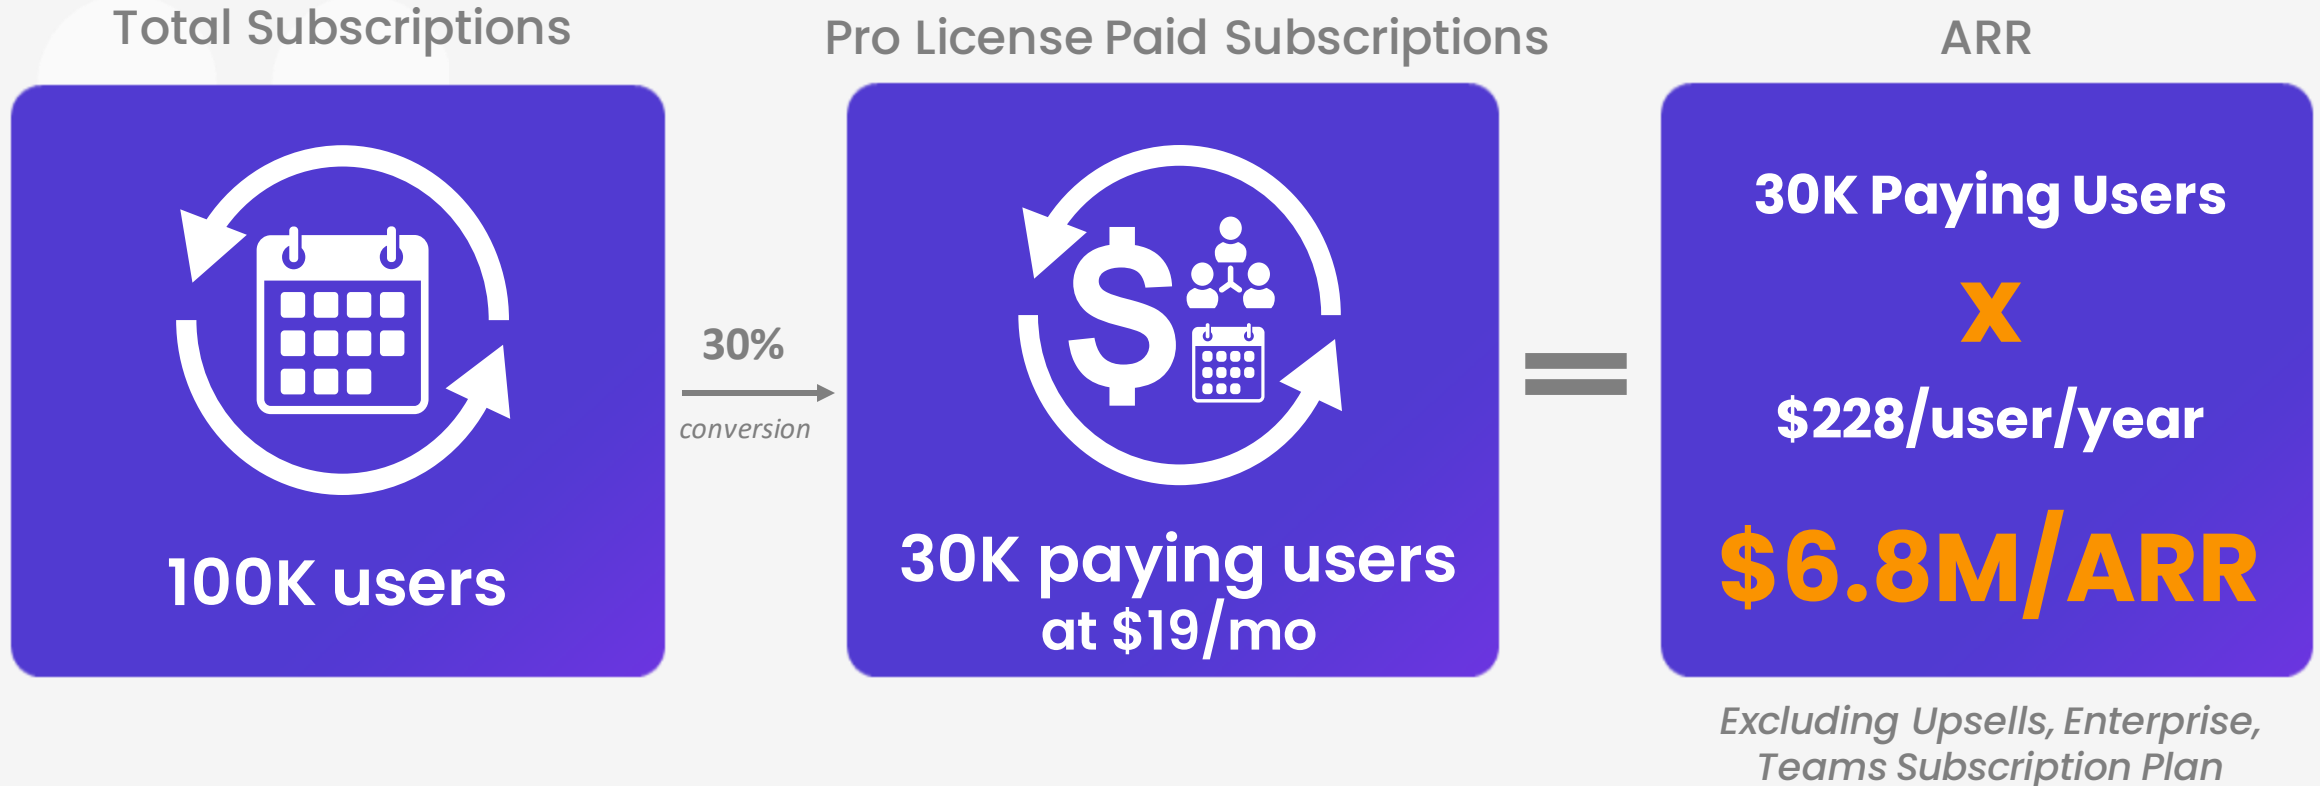 Total Subscriptions
100K users
30%
conversion
Pro License Paid Subscriptions
$
30K paying users
at $19/mo
=
ARR
30K Paying Users
x
$228/user/year
$6.8M/ARR
Excluding Upsells, Enterprise,
Teams Subscription Plan